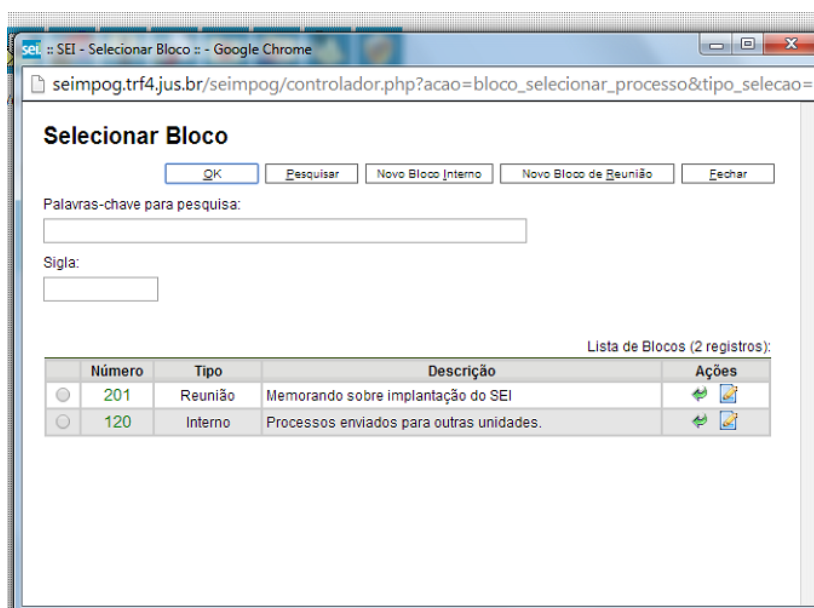 sei. :: SEI - Selecionar Bloco :: - Google Chrome
seimpog.trf4.jus.br/seimpog/controlador.php?acao=bloco_selecionar_processo&tipo_selecao=
Selecionar Bloco
OK Pesquisar Novo Bloco Interno Novo Bloco de Reunião Fechar
Palavras-chave para pesquisa:
Sigla:
Lista de Blocos (2 registros):
Número Tipo Descrição Ações
201 Reunião Memorando sobre implantação do SEI
120 Interno Processos enviados para outras unidades.